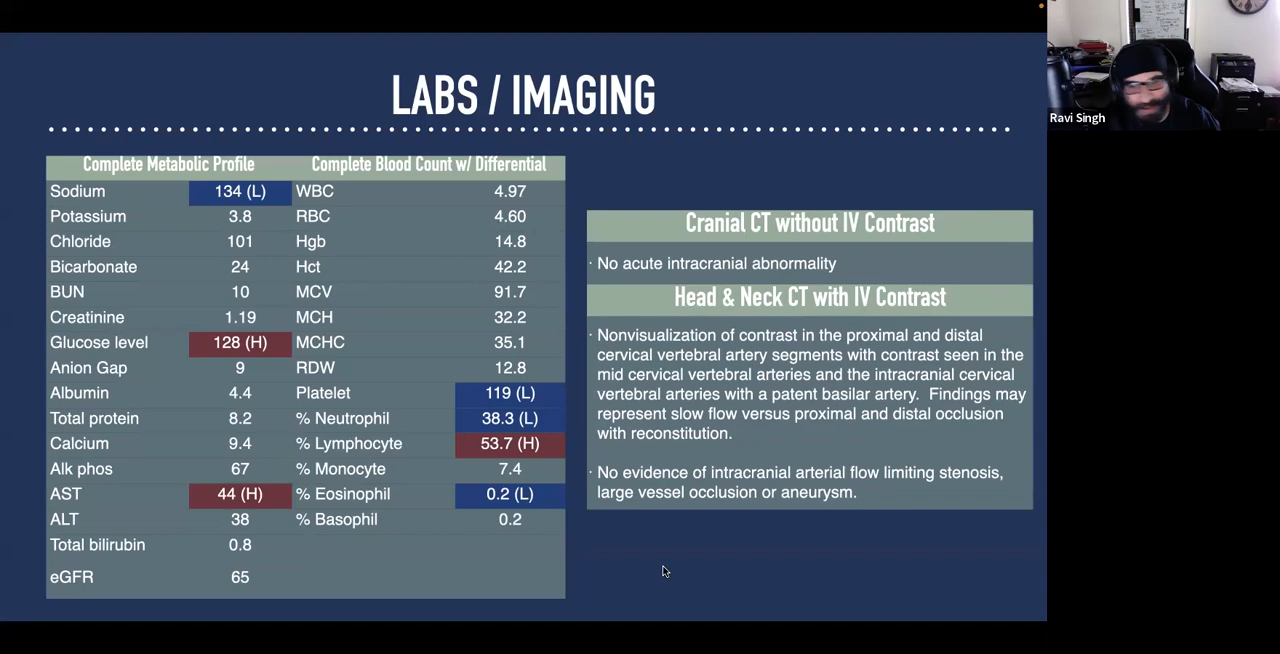 LABS / IMAGING
Ravi Singh
Complete Metabolic Profile Complete Blood Count w/ Differential
Sodium 134 (L) WBC 4.97
Potassium 3.8 RBC 4.60
Chloride 101 Hgb 14.8
Bicarbonate 24 Hct 42.2
BUN 10 MCV 91.7
Creatinine 1.19 MCH 32.2
Glucose level 128 (H) MCHC 35.1
Anion Gap 9 RDW 12.8
Albumin 4.4 Platelet 119 (L)
Total protein 8.2 % Neutrophil 38.3 (L)
Calcium 9.4 % Lymphocyte 53.7 (H)
Alk phos 67 % Monocyte 7.4
AST 44 (H) % Eosinophil 0.2 (L)
ALT 38 % Basophil 0.2
Total bilirubin 0.8
eGFR 65
Cranial CT without IV Contrast
· No acute intracranial abnormality
Head & Neck CT with IV Contrast
· Nonvisualization of contrast in the proximal and distal
cervical vertebral artery segments with contrast seen in the
mid cervical vertebral arteries and the intracranial cervical
vertebral arteries with a patent basilar artery. Findings may
represent slow flow versus proximal and distal occlusion
with reconstitution.
· No evidence of intracranial arterial flow limiting stenosis,
large vessel occlusion or aneurysm.